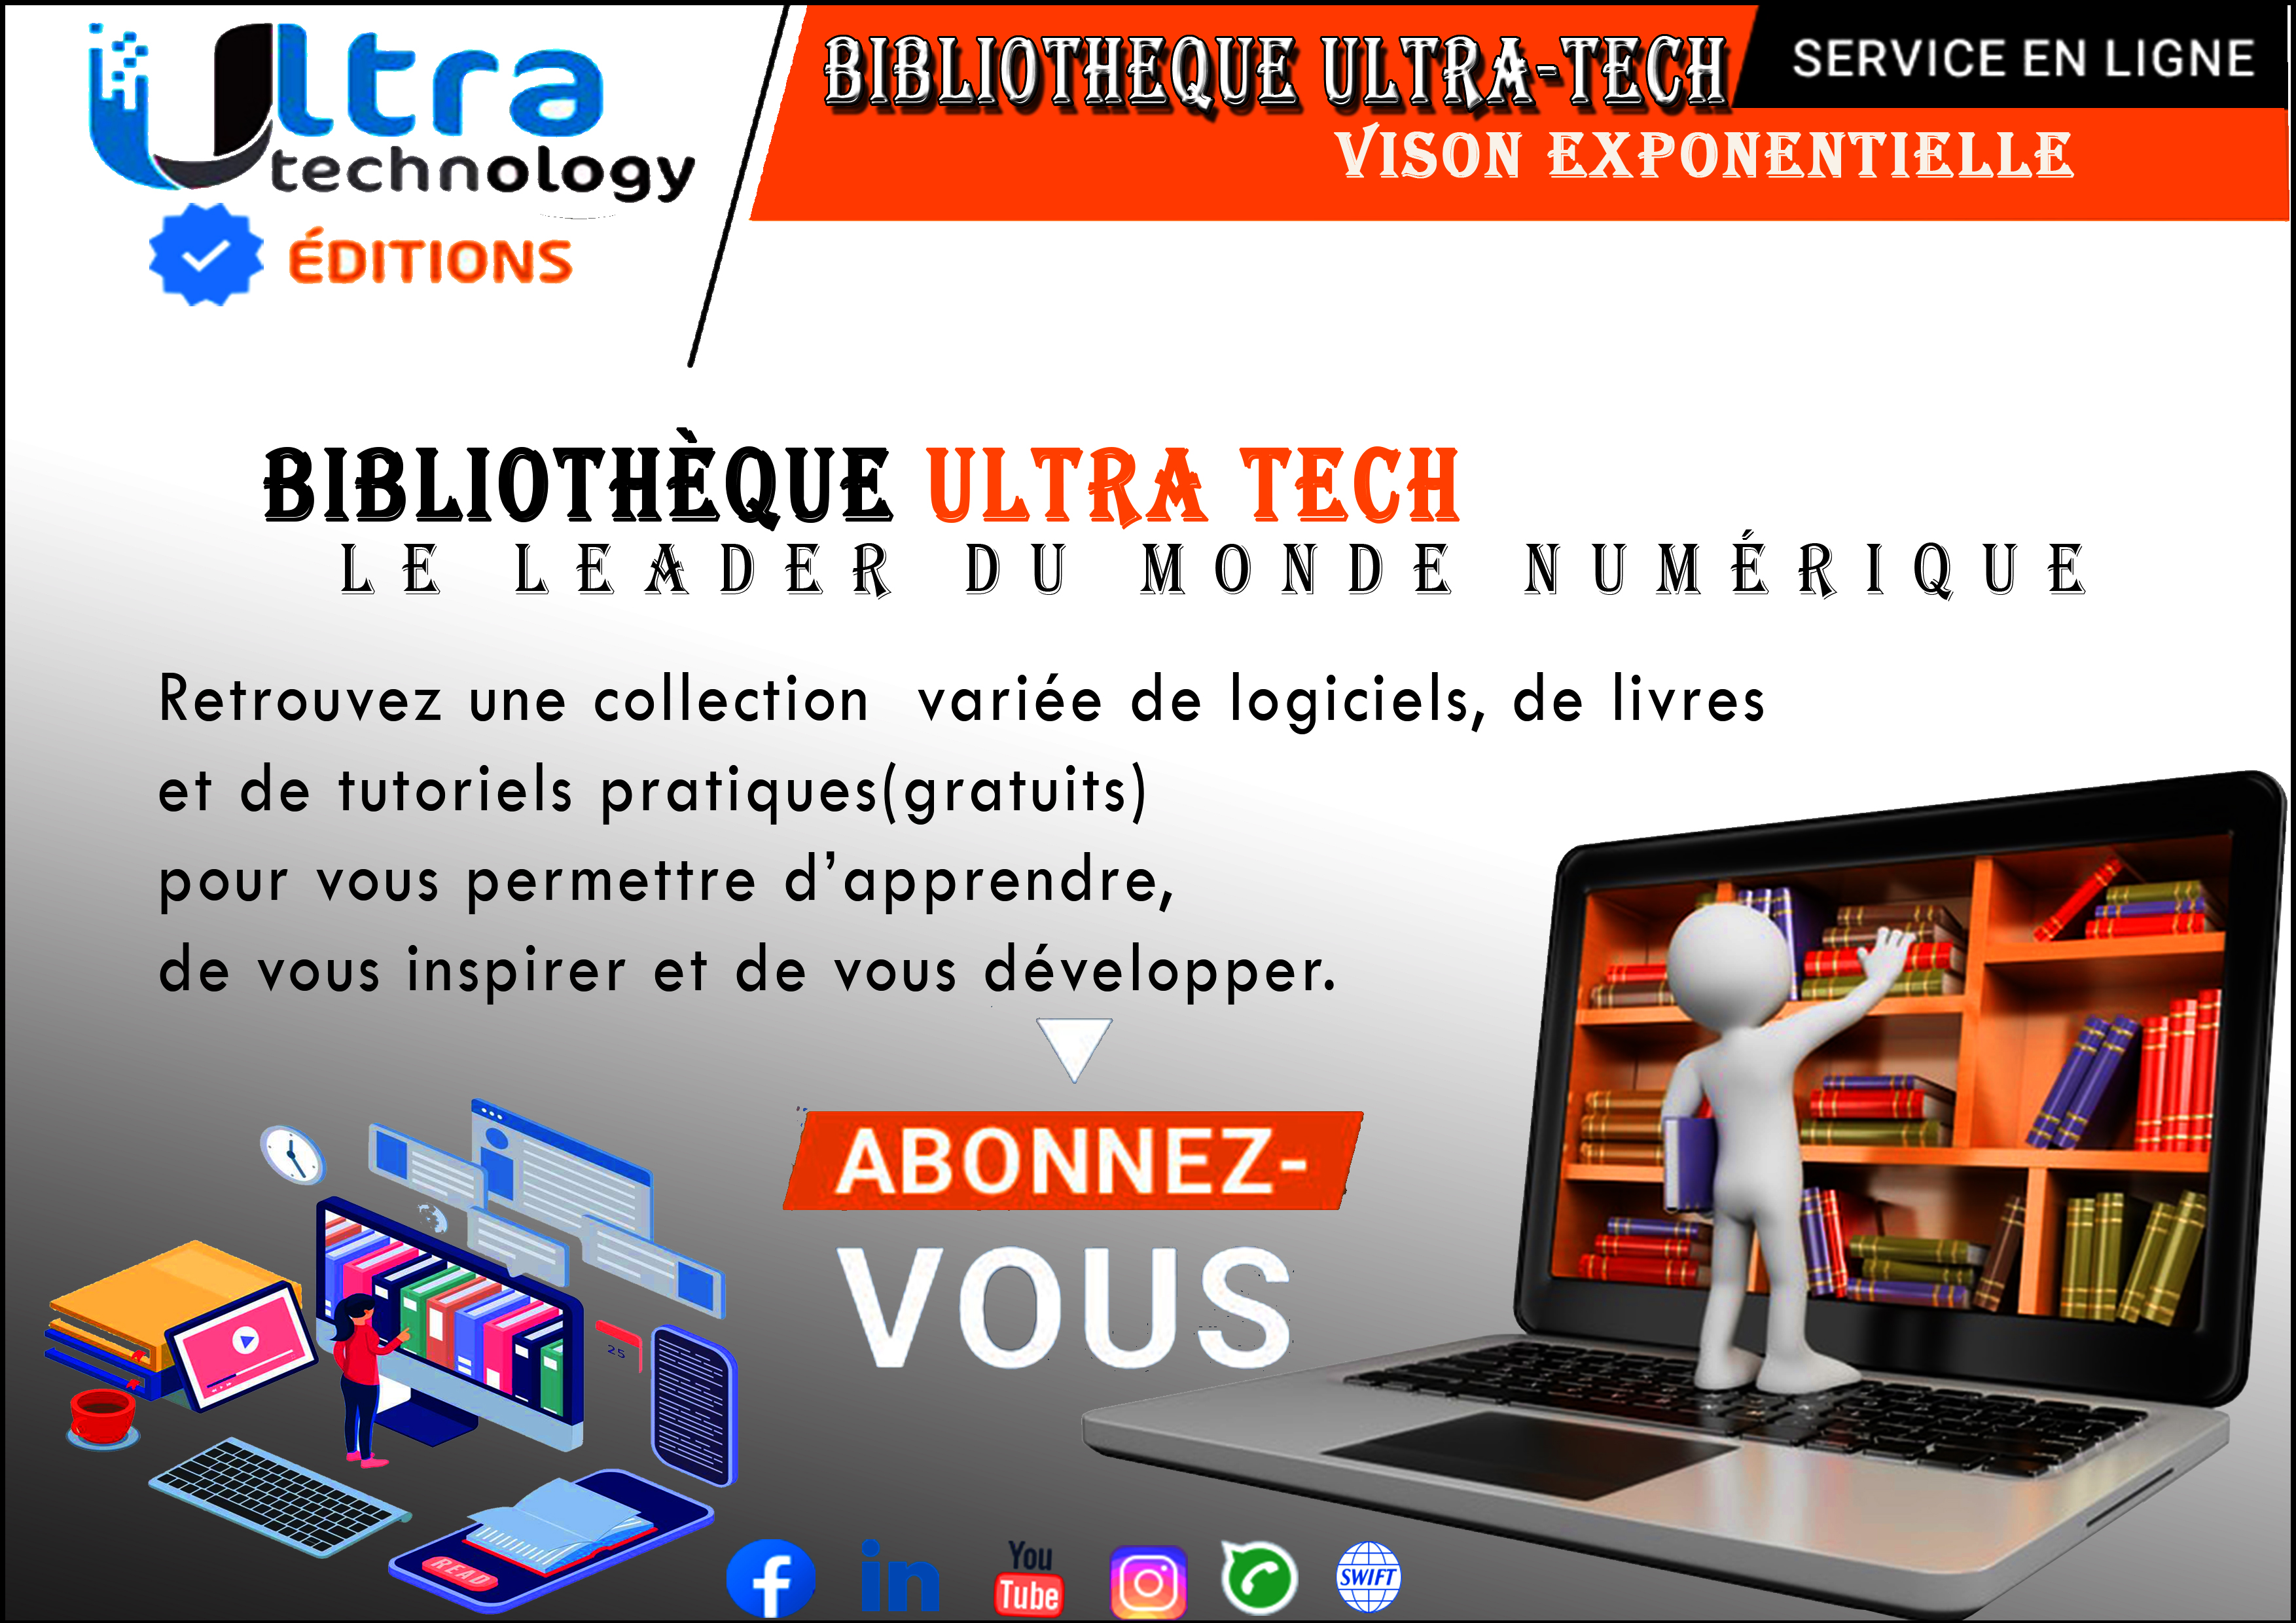 Ultra
technology
ÉDITIONS
BIBLIOTHEQUE ULTRA-TECH
SERVICE EN LIGNE
VISON EXPONENTIELLE
BIBLIOTHÈQUE ULTRA TECH
LE LEADER DU MONDE NUMÉRIQUE
Retrouvez une collection variée de logiciels, de livres
et de tutoriels pratiques(gratuits)
pour vous permettre d’apprendre,
de vous inspirer et de vous développer.
ABONNEZ-
VOUS
25
READ
f
in
You
Tube
SWIFT